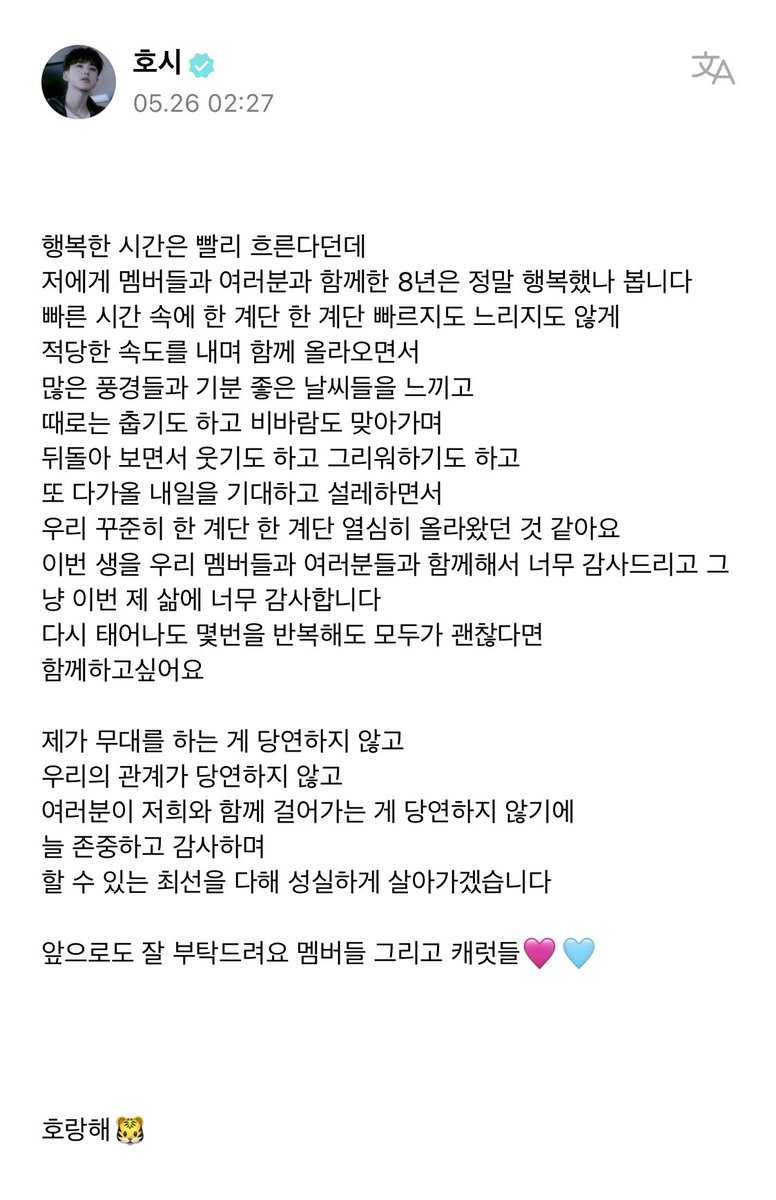 호시
05.26 02:27
행복한 시간은 빨리 흐른다던데
저에게 멤버들과 여러분과 함께한 8년은 정말 행복했나 봅니다
빠른 시간 속에 한 계단 한 계단 빠르지도 느리지도 않게
적당한 속도를 내며 함께 올라오면서
많은 풍경들과 기분 좋은 날씨들을 느끼고
때로는 춥기도 하고 비바람도 맞아가며
뒤돌아 보면서 웃기도 하고 그리워하기도 하고
또 다가올 내일을 기대하고 설레하면서
우리 꾸준히 한 계단 한 계단 열심히 올라왔던 것 같아요
이번 생을 우리 멤버들과 여러분들과 함께해서 너무 감사드리고 그
냥 이번 제 삶에 너무 감사합니다
다시 태어나도 몇번을 반복해도 모두가 괜찮다면
함께하고싶어요
제가 무대를 하는 게 당연하지 않고
우리의 관계가 당연하지 않고
여러분이 저희와 함께 걸어가는 게 당연하지 않기에
늘 존중하고 감사하며
할 수 있는 최선을 다해 성실하게 살아가겠습니다
앞으로도 잘 부탁드려요 멤버들 그리고 캐럿들🩷🩵
호랑해🐯